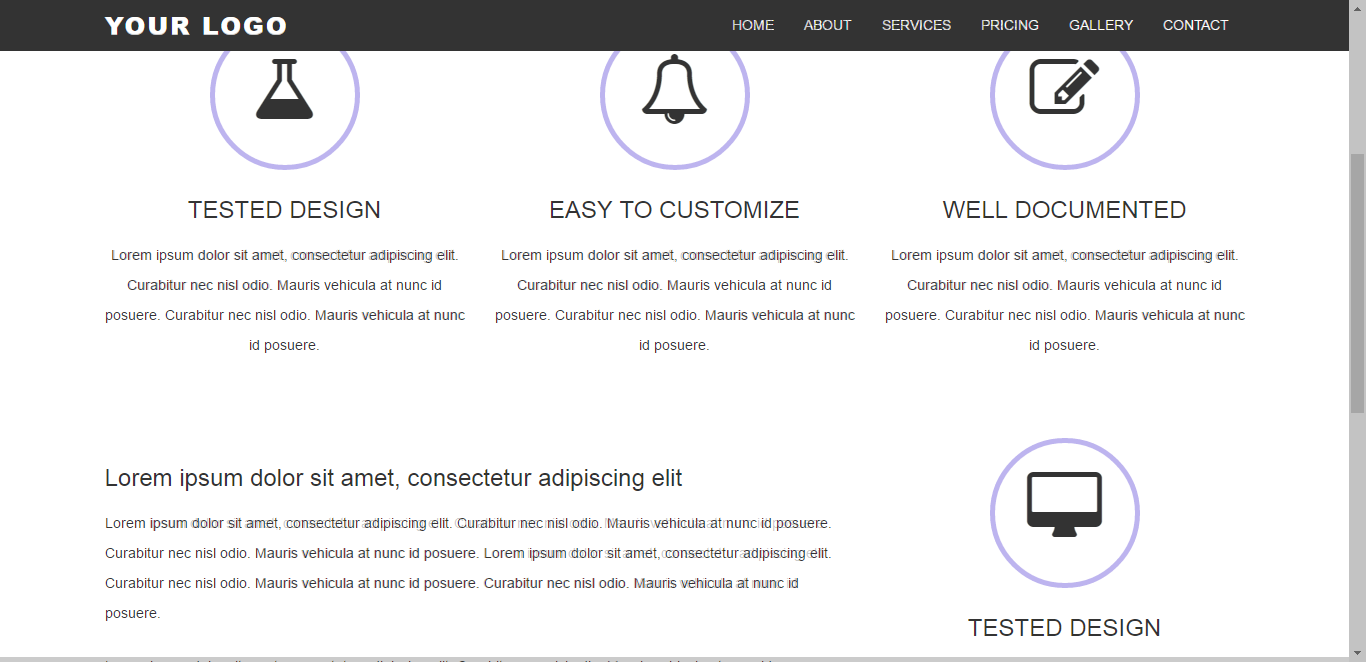 YOUR LOGO
HOME ABOUT SERVICES PRICING GALLERY CONTACT
TESTED DESIGN
Lorem ipsum dolor sit amet, consectetur adipiscing elit.
Curabitur nec nisl odio. Mauris vehicula at nunc id
posuere. Curabitur nec nisl odio. Mauris vehicula at nunc
id posuere.
EASY TO CUSTOMIZE
Lorem ipsum dolor sit amet, consectetur adipiscing elit.
Curabitur nec nisl odio. Mauris vehicula at nunc id
posuere. Curabitur nec nisl odio. Mauris vehicula at nunc
id posuere.
WELL DOCUMENTED
Lorem ipsum dolor sit amet, consectetur adipiscing elit.
Curabitur nec nisl odio. Mauris vehicula at nunc id
posuere. Curabitur nec nisl odio. Mauris vehicula at nunc
id posuere.
Lorem ipsum dolor sit amet, consectetur adipiscing elit
Lorem ipsum dolor sit amet, consectetur adipiscing elit. Curabitur nec nisl odio. Mauris vehicula at nunc id posuere.
Curabitur nec nisl odio. Mauris vehicula at nunc id posuere. Lorem ipsum dolor sit amet, consectetur adipiscing elit.
Curabitur nec nisl odio. Mauris vehicula at nunc id posuere. Curabitur nec nisl odio. Mauris vehicula at nunc id
posuere.
TESTED DESIGN